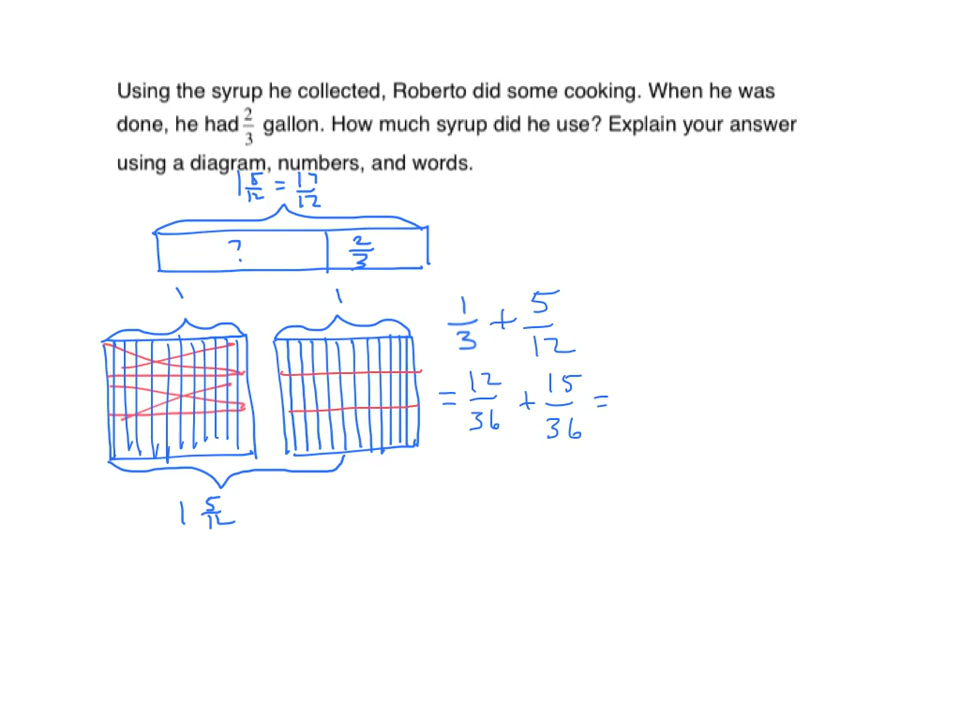 Using the syrup he collected, Roberto did some cooking. When he was
done, he had 2/3 gallon. How much syrup did he use? Explain your answer
using a diagram, numbers, and words.
1 5/12 = 17/12
? 2/3
1 1
1/3 + 5/12
= 12/36 + 15/36 =
1 5/12